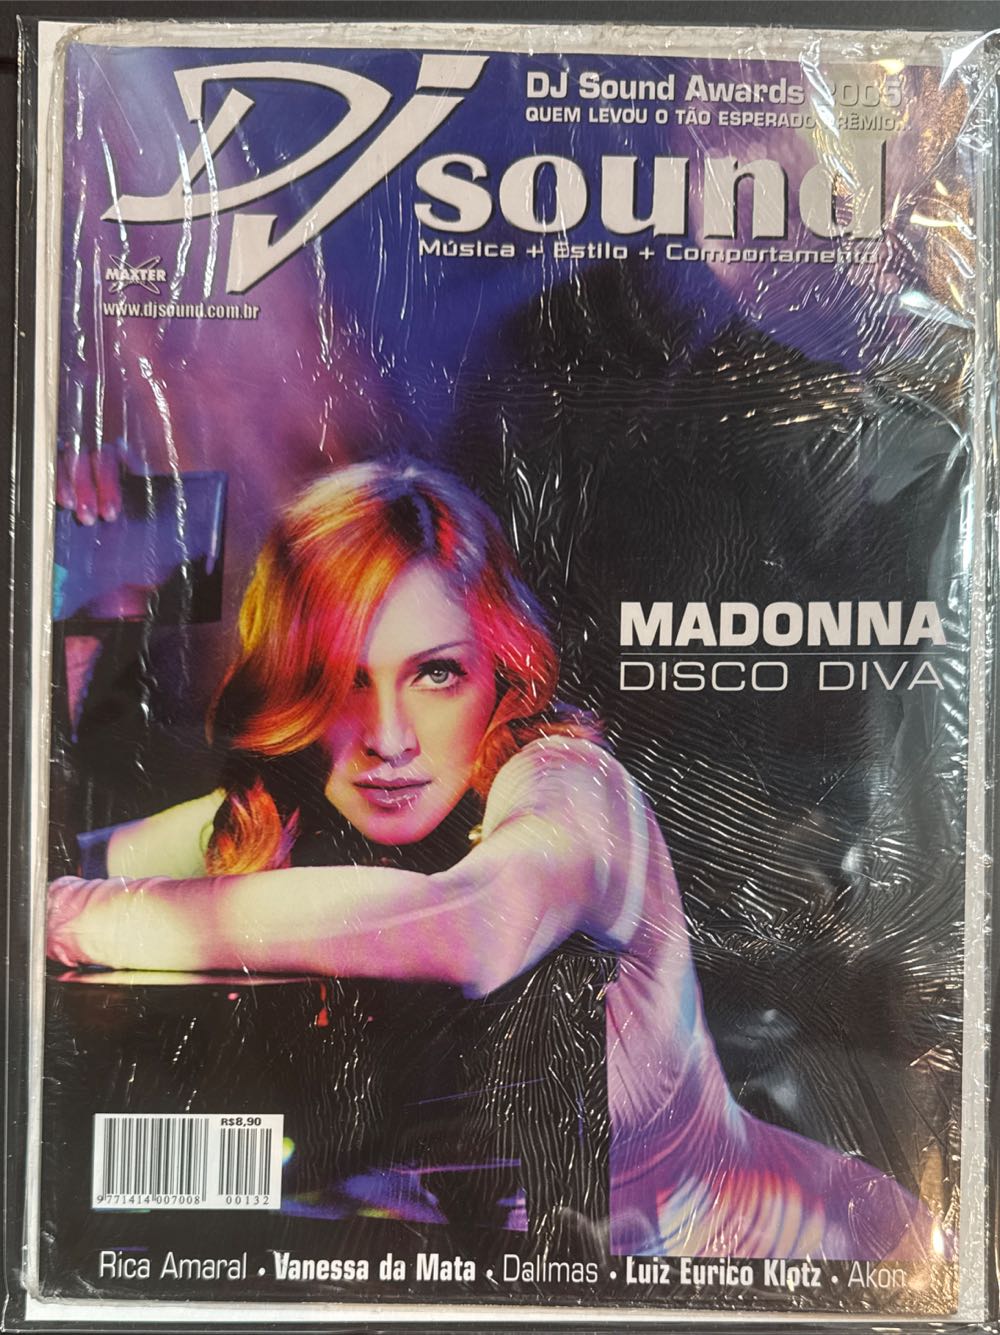 DJ Sound Awards 2005
QUEM LEVOU O TÃO ESPERADO PRÊMIO...
DJ sound
Música + Estilo + Comportamento
MAXTER
www.djsound.com.br
MADONNA
DISCO DIVA
R$8,90
9 771414 007008 00132
Rica Amaral • Vanessa da Mata • Dallmas • Luiz Eurico Klotz • Akon